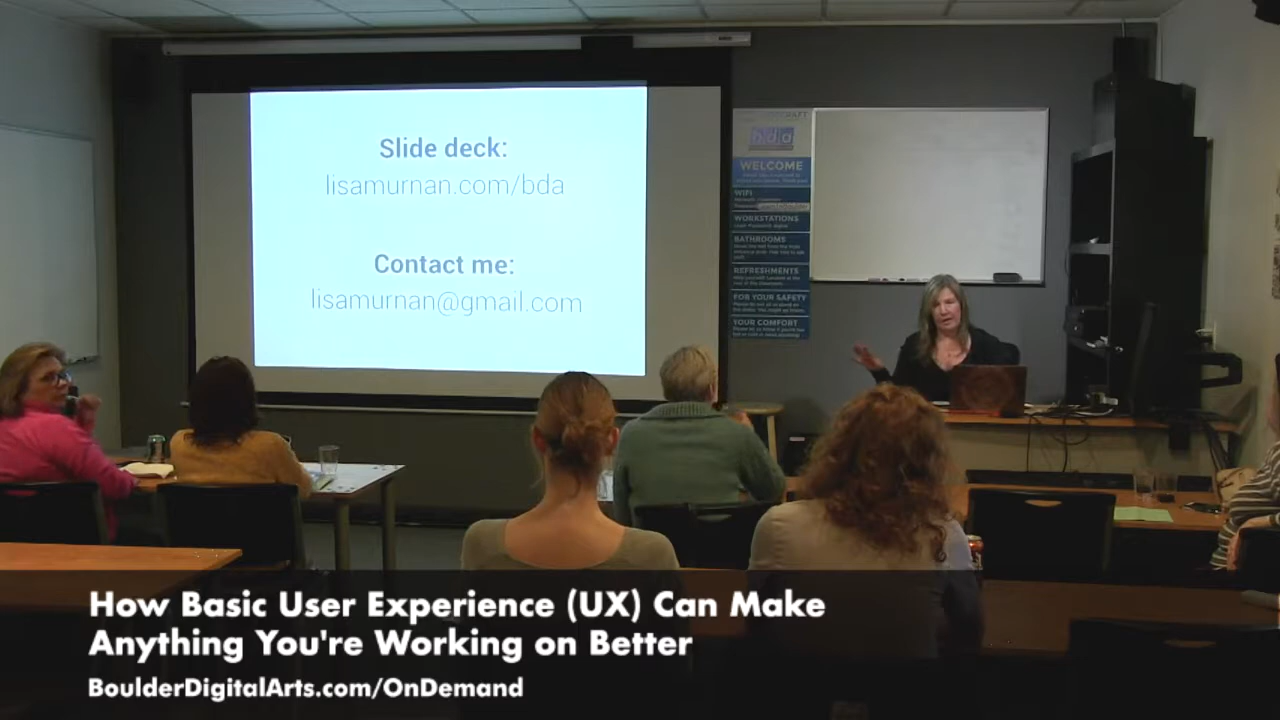 Slide deck:
lisamurnan.com/bda
Contact me:
lisamurnan@gmail.com
bda
WELCOME
WIFI
WORKSTATIONS
BATHROOMS
REFRESHMENTS
FOR YOUR SAFETY
YOUR COMFORT
How Basic User Experience (UX) Can Make
Anything You're Working on Better
BoulderDigitalArts.com/OnDemand